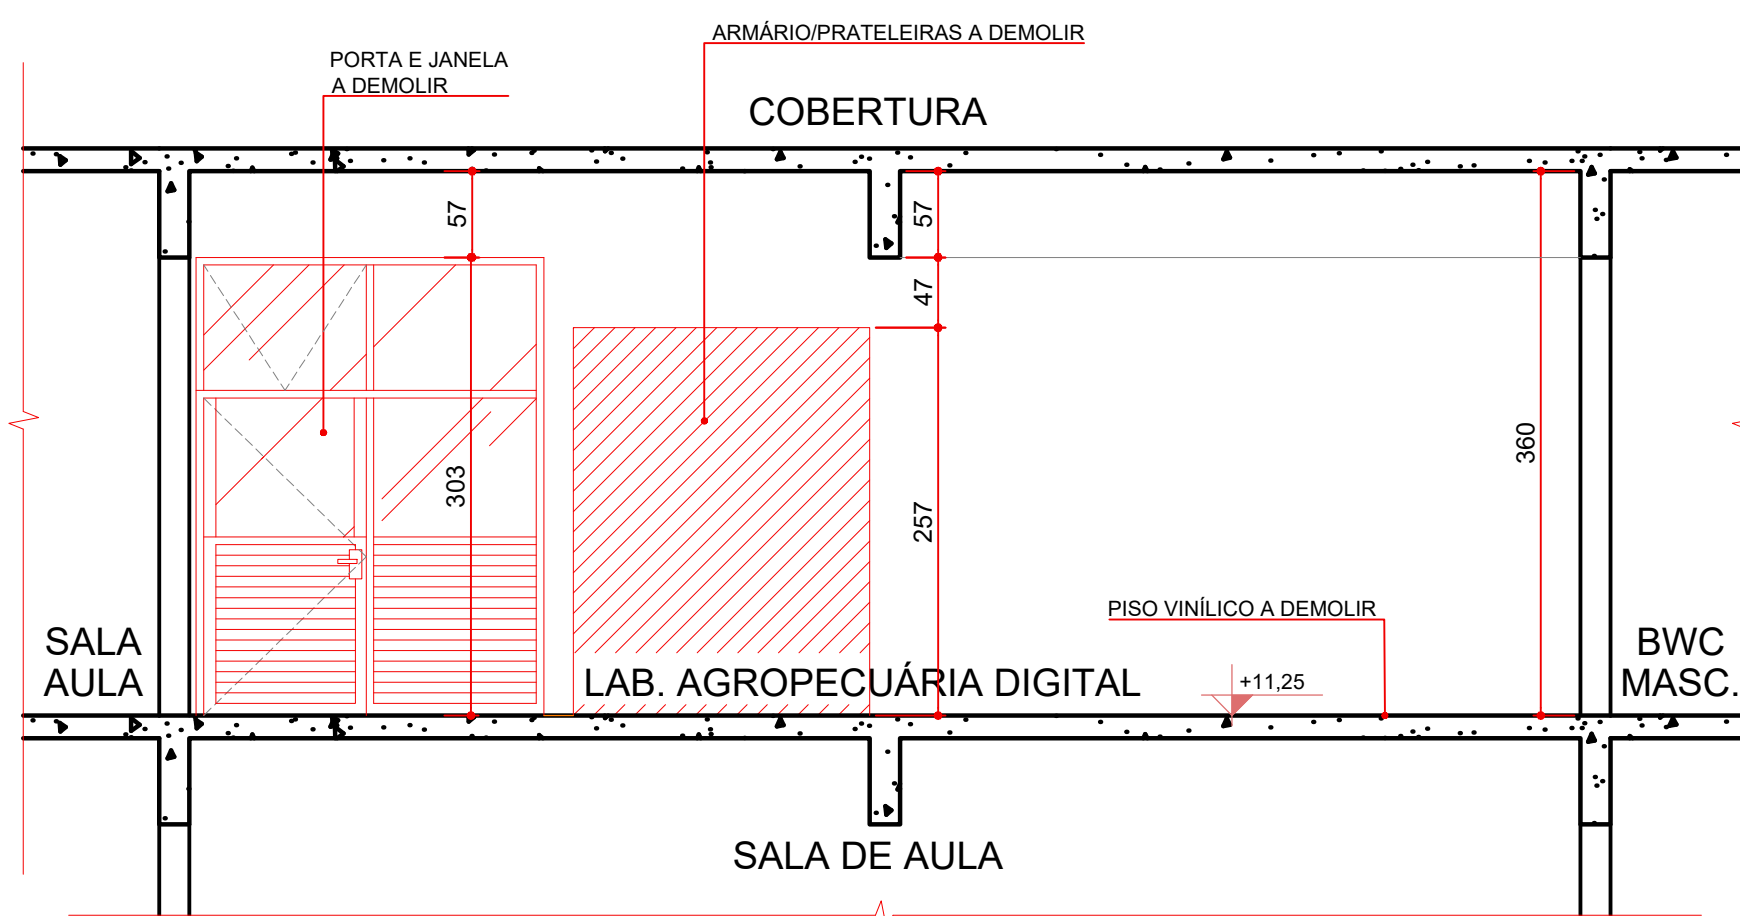 ARMÁRIO/PRATELEIRAS A DEMOLIR
PORTA E JANELA
A DEMOLIR
COBERTURA
57
57
47
303
257
360
PISO VINÍLICO A DEMOLIR
SALA
AULA
LAB. AGROPECUÁRIA DIGITAL
+11,25
BWC
MASC.
SALA DE AULA